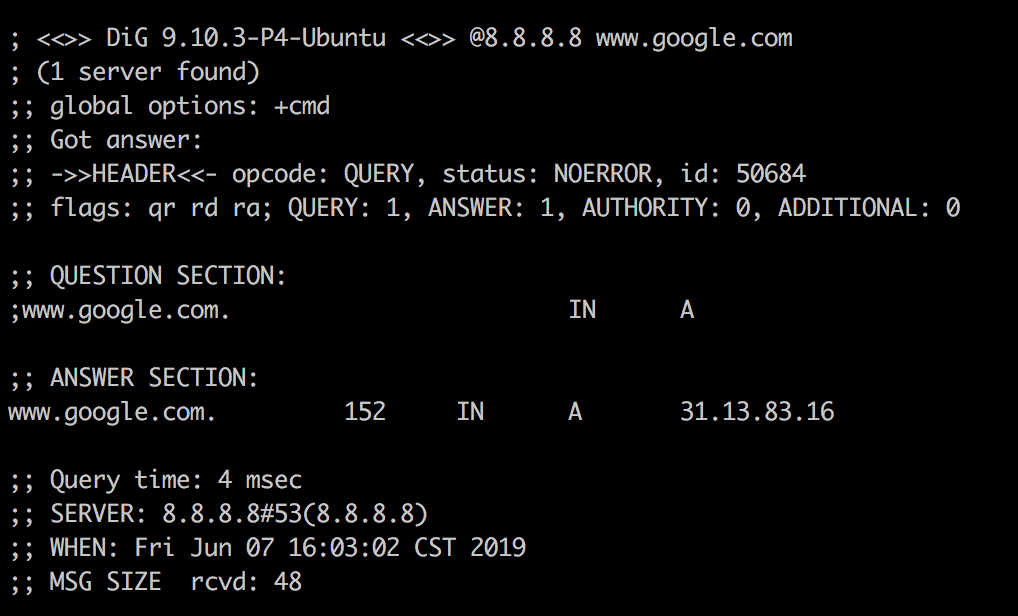 ; <<>> DiG 9.10.3-P4-Ubuntu <<>> @8.8.8.8 www.google.com
; (1 server found)
;; global options: +cmd
;; Got answer:
;; ->>HEADER<<- opcode: QUERY, status: NOERROR, id: 50684
;; flags: qr rd ra; QUERY: 1, ANSWER: 1, AUTHORITY: 0, ADDITIONAL: 0
;; QUESTION SECTION:
;www.google.com. IN A
;; ANSWER SECTION:
www.google.com. 152 IN A 31.13.83.16
;; Query time: 4 msec
;; SERVER: 8.8.8.8#53(8.8.8.8)
;; WHEN: Fri Jun 07 16:03:02 CST 2019
;; MSG SIZE rcvd: 48